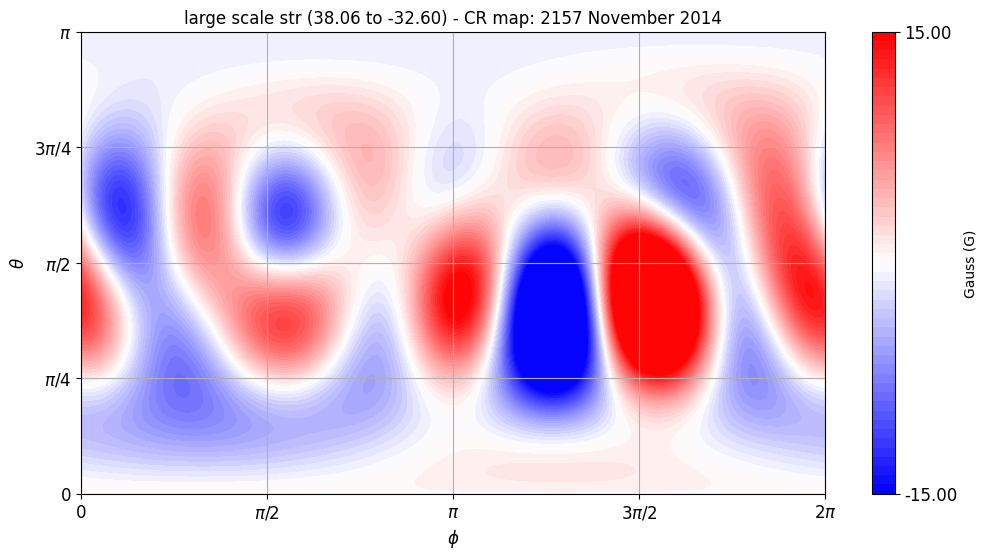 large scale str (38.06 to -32.60) - CR map: 2157 November 2014
π
3π/4
π/2
π/4
0
θ
0
π/2
π
3π/2
2π
ϕ
15.00
-15.00
Gauss (G)